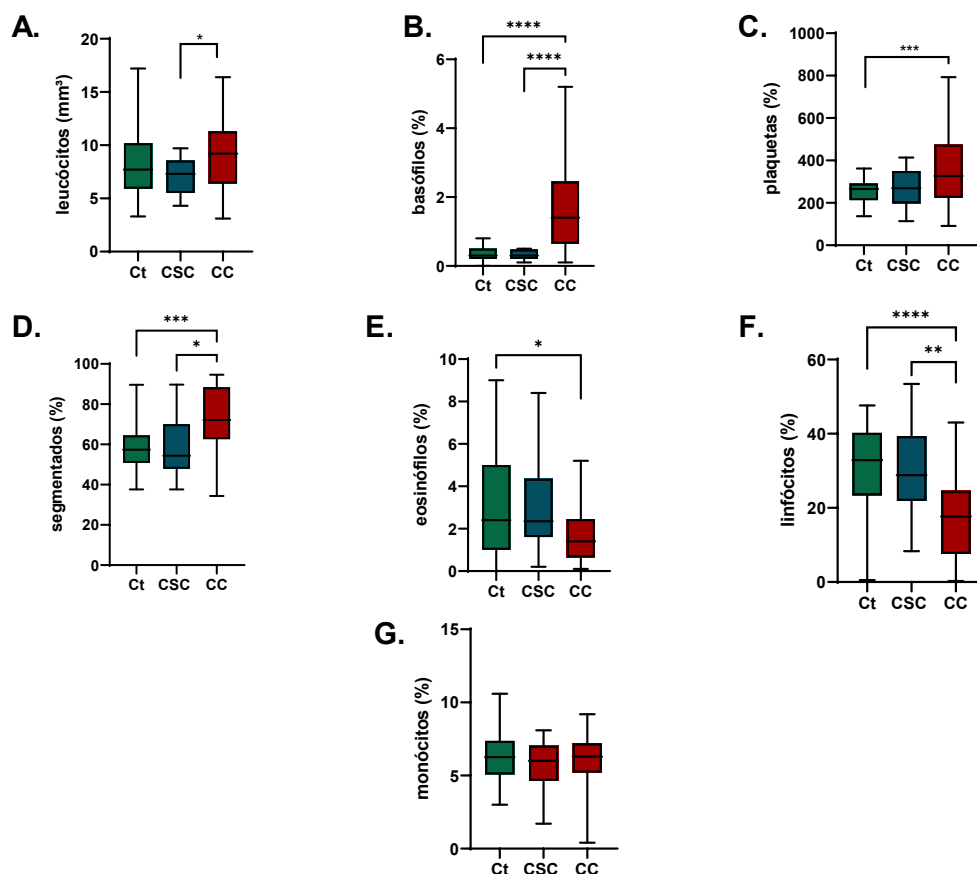 A.
leucócitos (mm³)
20
15
10
5
0
*
Ct CSC CC
B.
basófilos (%)
6
4
2
0
****
****
Ct CSC CC
C.
plaquetas (%)
1000
800
600
400
200
0
***
Ct CSC CC
D.
segmentados (%)
100
80
60
40
20
0
***
*
Ct CSC CC
E.
eosinófilos (%)
10
8
6
4
2
0
*
Ct CSC CC
F.
linfócitos (%)
60
40
20
0
****
**
Ct CSC CC
G.
monócitos (%)
15
10
5
0
Ct CSC CC